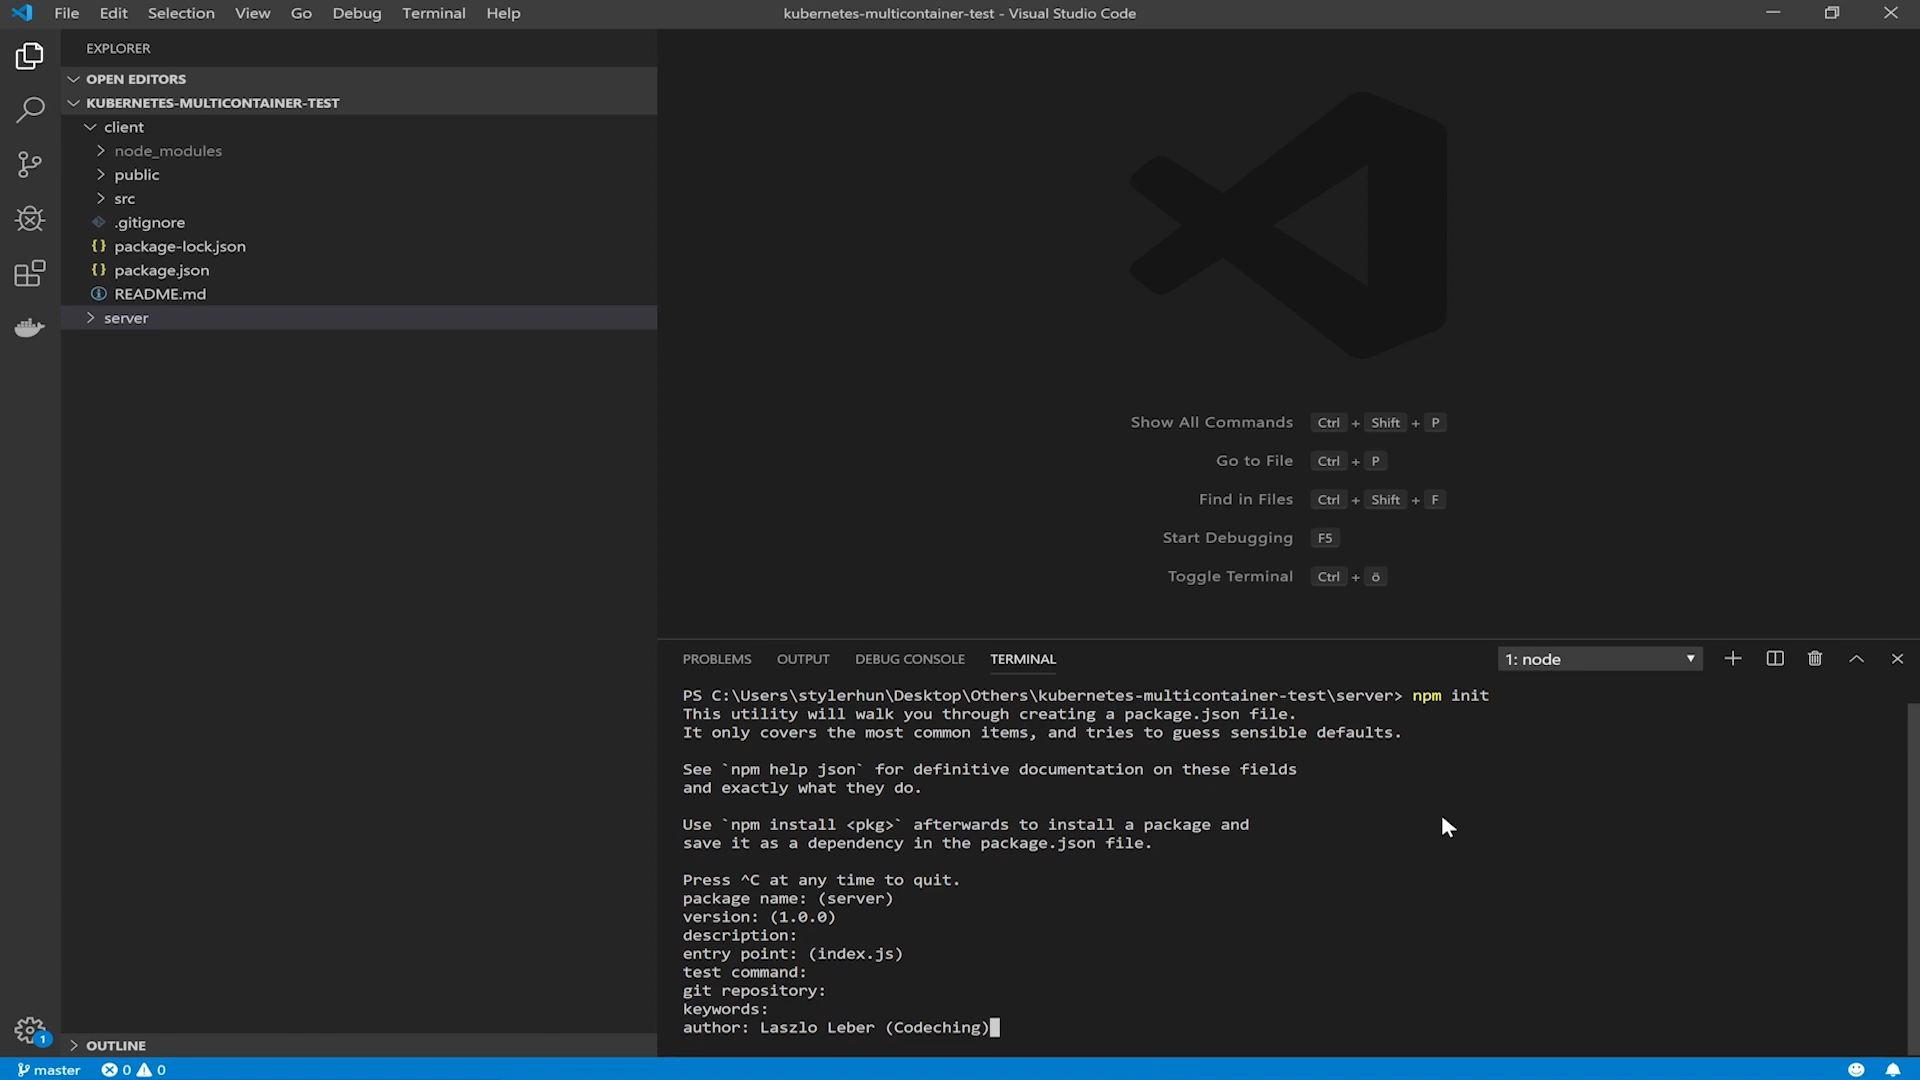 File Edit Selection View Go Debug Terminal Help
kubernetes-multicontainer-test - Visual Studio Code
EXPLORER
OPEN EDITORS
KUBERNETES-MULTICONTAINER-TEST
client
node_modules
public
src
.gitignore
package-lock.json
package.json
README.md
server
Show All Commands Ctrl + Shift + P
Go to File Ctrl + P
Find in Files Ctrl + Shift + F
Start Debugging F5
Toggle Terminal Ctrl + ö
PROBLEMS OUTPUT DEBUG CONSOLE TERMINAL
1: node
PS C:\Users\stylerhun\Desktop\Others\kubernetes-multicontainer-test\server> npm init
This utility will walk you through creating a package.json file.
It only covers the most common items, and tries to guess sensible defaults.
See `npm help json` for definitive documentation on these fields
and exactly what they do.
Use `npm install <pkg>` afterwards to install a package and
save it as a dependency in the package.json file.
Press ^C at any time to quit.
package name: (server)
version: (1.0.0)
description:
entry point: (index.js)
test command:
git repository:
keywords:
author: Laszlo Leber (Codeching)
1
OUTLINE
master 0 0